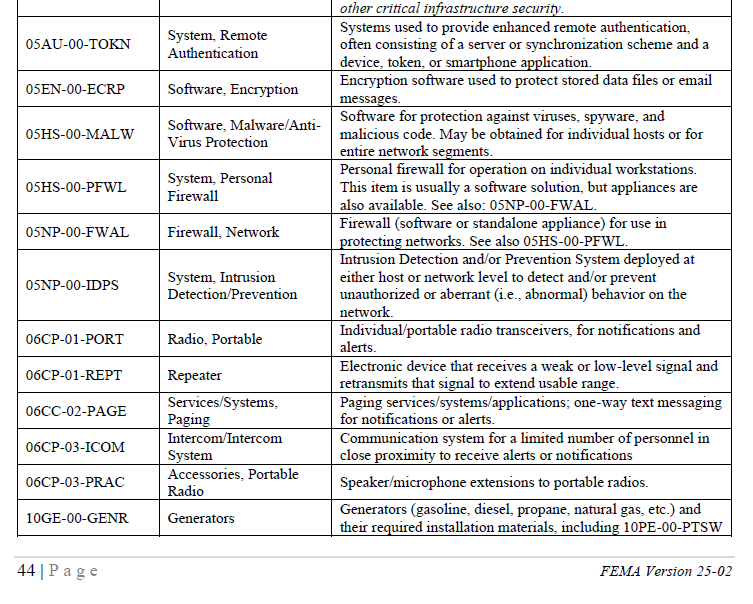 other critical infrastructure security.
05AU-00-TOKN
System, Remote
Authentication
Systems used to provide enhanced remote authentication,
often consisting of a server or synchronization scheme and a
device, token, or smartphone application.
05EN-00-ECRP
Software, Encryption
Encryption software used to protect stored data files or email
messages.
05HS-00-MALW
Software, Malware/Anti-
Virus Protection
Software for protection against viruses, spyware, and
malicious code. May be obtained for individual hosts or for
entire network segments.
05HS-00-PFWL
System, Personal
Firewall
Personal firewall for operation on individual workstations.
This item is usually a software solution, but appliances are
also available. See also: 05NP-00-FWAL.
05NP-00-FWAL
Firewall, Network
Firewall (software or standalone appliance) for use in
protecting networks. See also 05HS-00-PFWL.
05NP-00-IDPS
System, Intrusion
Detection/Prevention
Intrusion Detection and/or Prevention System deployed at
either host or network level to detect and/or prevent
unauthorized or aberrant (i.e., abnormal) behavior on the
network.
06CP-01-PORT
Radio, Portable
Individual/portable radio transceivers, for notifications and
alerts.
06CP-01-REPT
Repeater
Electronic device that receives a weak or low-level signal and
retransmits that signal to extend usable range.
06CC-02-PAGE
Services/Systems,
Paging
Paging services/systems/applications; one-way text messaging
for notifications or alerts.
06CP-03-ICOM
Intercom/Intercom
System
Communication system for a limited number of personnel in
close proximity to receive alerts or notifications
06CP-03-PRAC
Accessories, Portable
Radio
Speaker/microphone extensions to portable radios.
10GE-00-GENR
Generators
Generators (gasoline, diesel, propane, natural gas, etc.) and
their required installation materials, including 10PE-00-PTSW
44 | Page
FEMA Version 25-02